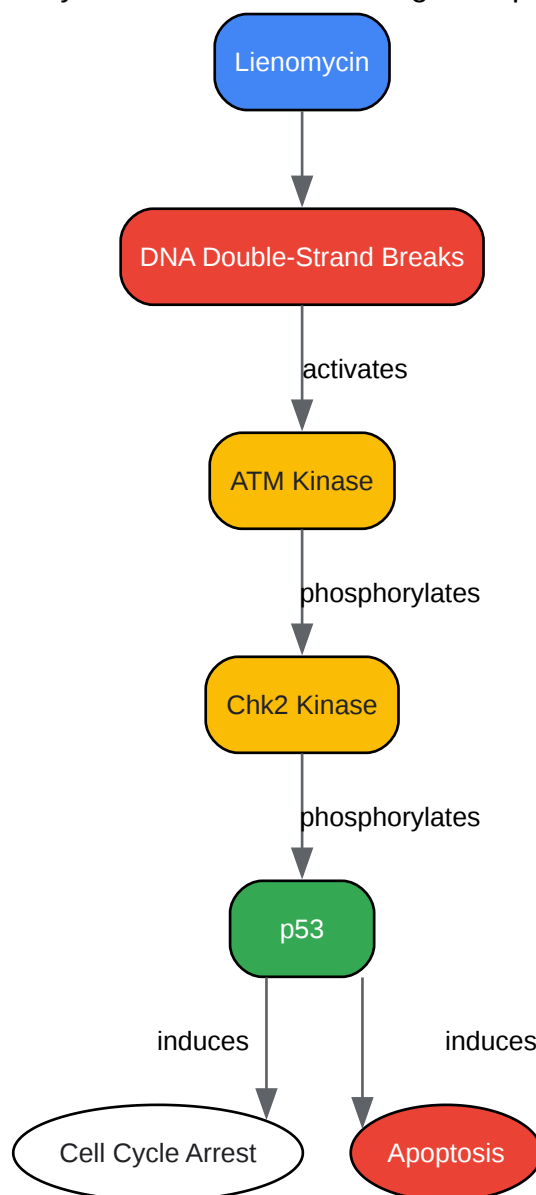 Lienomycin
DNA Double-Strand Breaks
activates
ATM Kinase
phosphorylates
Chk2 Kinase
phosphorylates
p53
induces induces
Cell Cycle Arrest Apoptosis